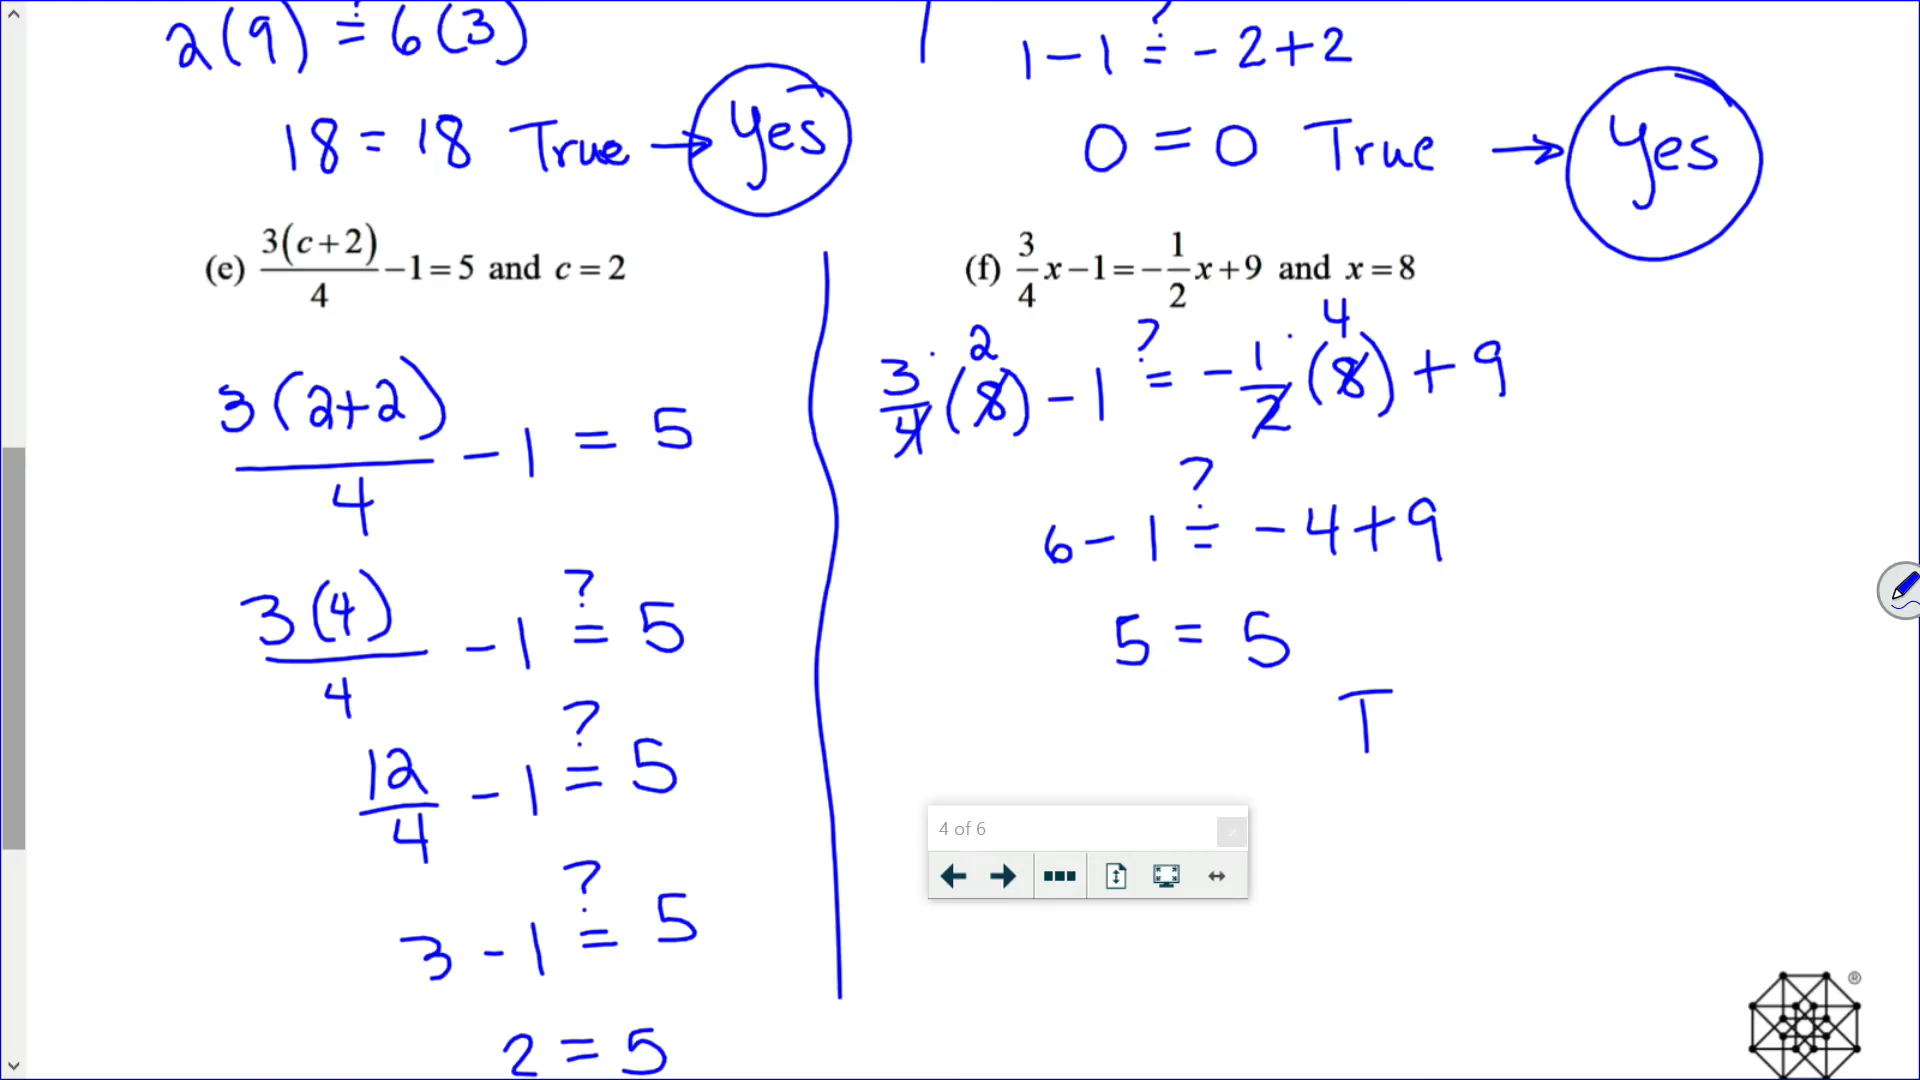 2(9) ≟ 6(3)
18 = 18 True → Yes
1 - 1 ≟ -2+2
0 = 0 True → Yes
(e) 3(c+2)/4 -1=5 and c=2
3(2+2)/4 - 1 = 5
3(4)/4 - 1 ≟ 5
12/4 - 1 ≟ 5
3 - 1 ≟ 5
2 = 5
(f) 3/4 x-1=-1/2 x+9 and x=8
2 4
3/4 (8) - 1 ≟ -1/2 (8) + 9
6 - 1 ≟ -4+9
5 = 5
T
4 of 6
®